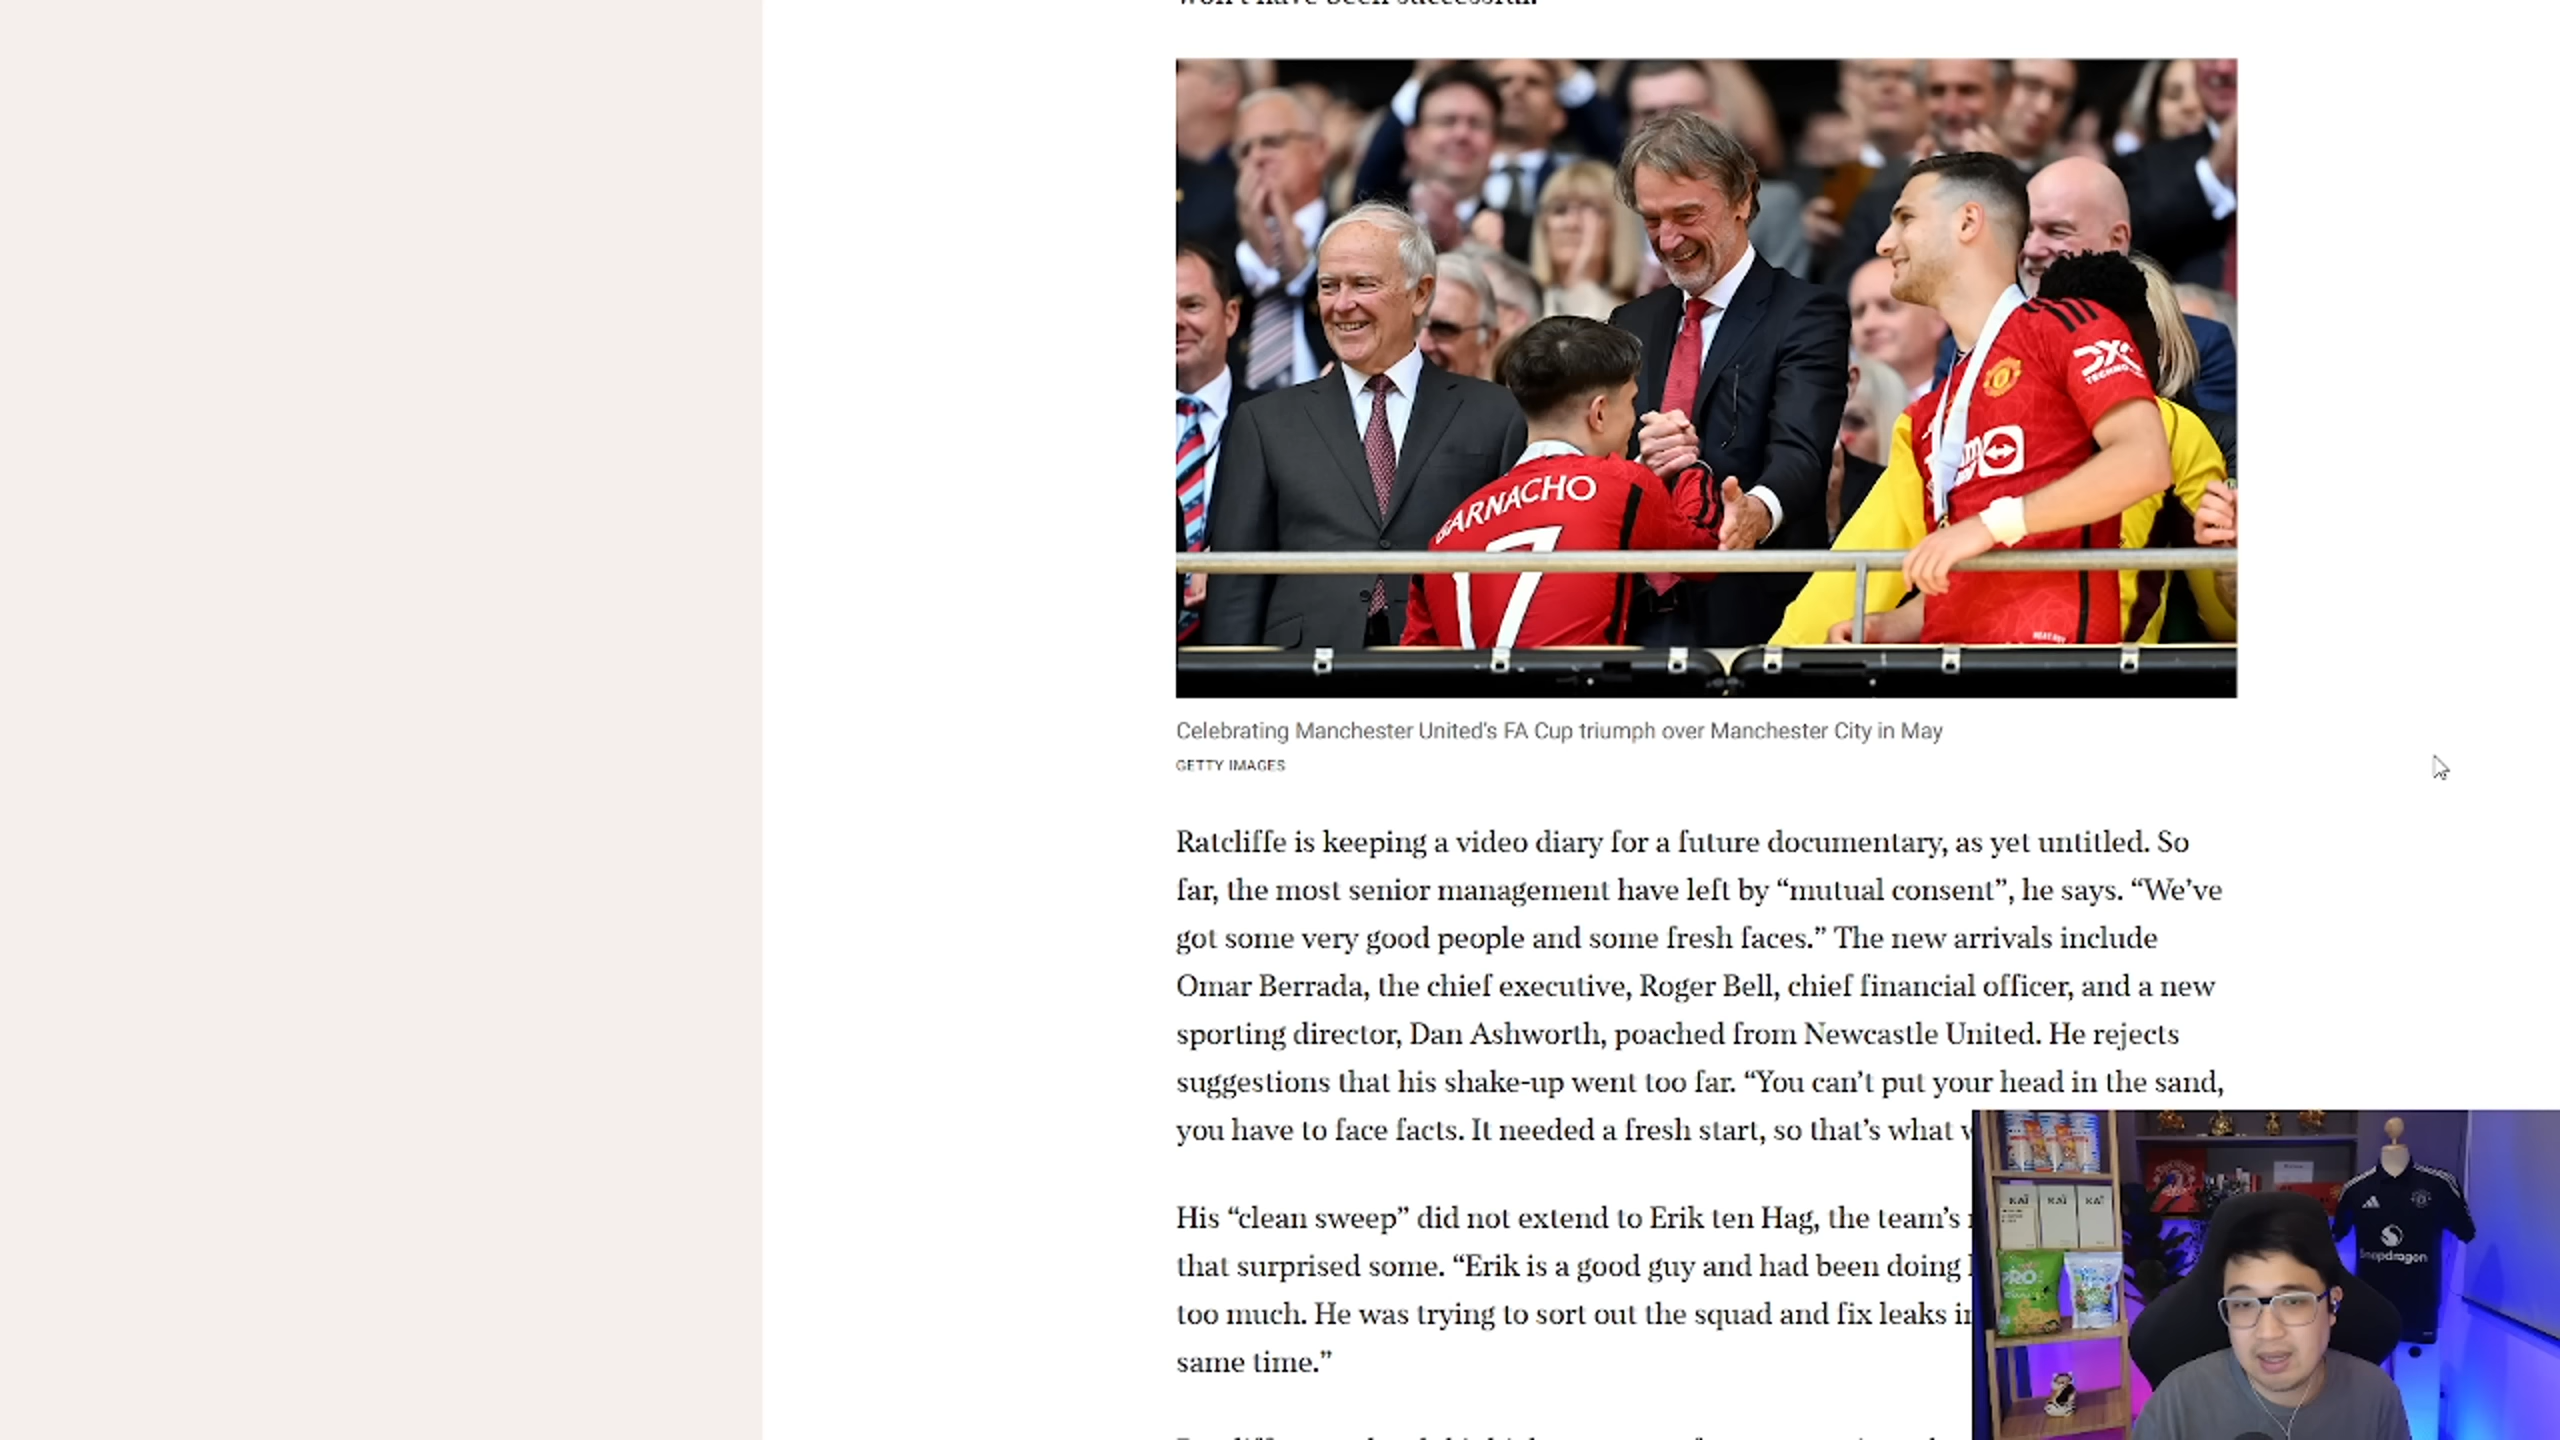 won't have been successful.
GARNACHO
7
DXC
TECHNO
Celebrating Manchester United's FA Cup triumph over Manchester City in May
GETTY IMAGES
Ratcliffe is keeping a video diary for a future documentary, as yet untitled. So
far, the most senior management have left by “mutual consent”, he says. “We’ve
got some very good people and some fresh faces.” The new arrivals include
Omar Berrada, the chief executive, Roger Bell, chief financial officer, and a new
sporting director, Dan Ashworth, poached from Newcastle United. He rejects
suggestions that his shake-up went too far. “You can’t put your head in the sand,
you have to face facts. It needed a fresh start, so that’s what
His “clean sweep” did not extend to Erik ten Hag, the team’s
that surprised some. “Erik is a good guy and had been doing
too much. He was trying to sort out the squad and fix leaks
same time.”
KAI KAI KAI
PRO
Snapdragon